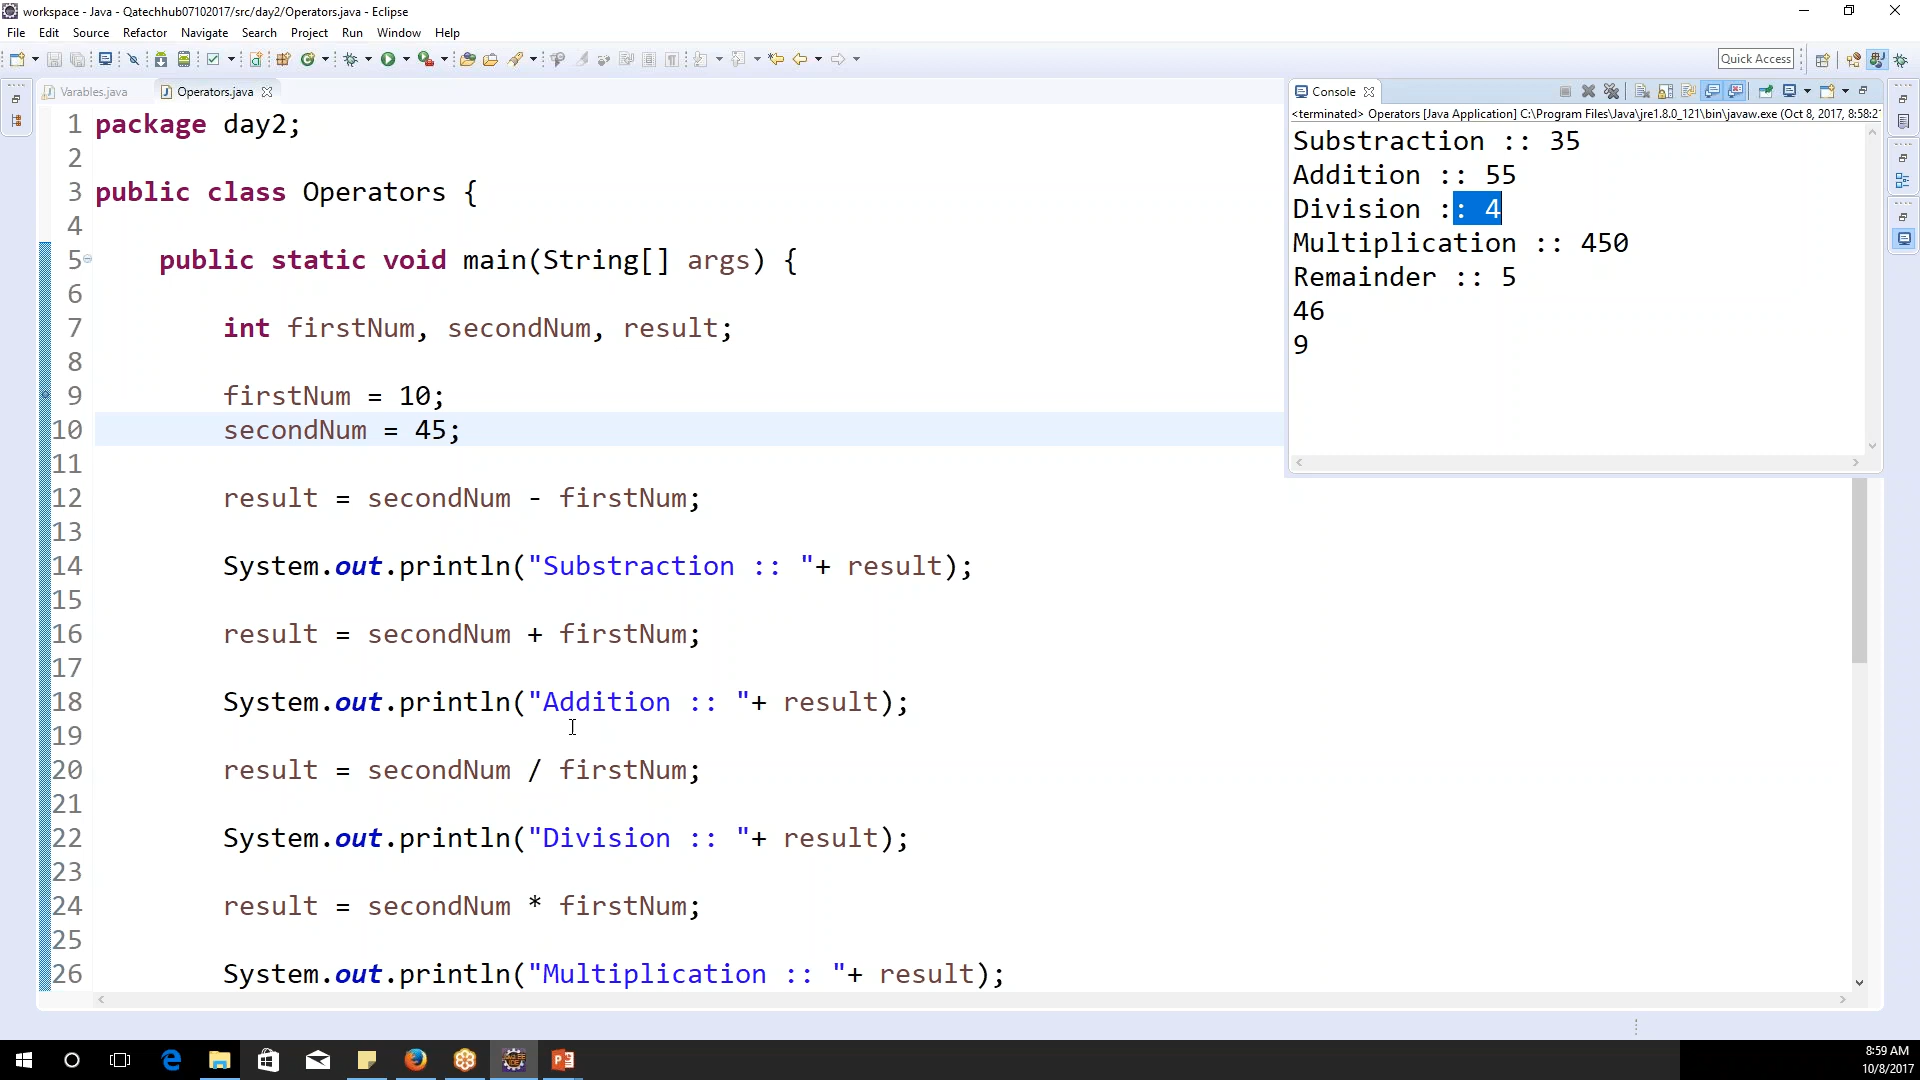 workspace - Java - Qatechhub07102017/src/day2/Operators.java - Eclipse
File Edit Source Refactor Navigate Search Project Run Window Help
Quick Access
Varables.java Operators.java
1 package day2;
2
3 public class Operators {
4
5 public static void main(String[] args) {
6
7 int firstNum, secondNum, result;
8
9 firstNum = 10;
10 secondNum = 45;
11
12 result = secondNum - firstNum;
13
14 System.out.println("Substraction :: "+ result);
15
16 result = secondNum + firstNum;
17
18 System.out.println("Addition :: "+ result);
19
20 result = secondNum / firstNum;
21
22 System.out.println("Division :: "+ result);
23
24 result = secondNum * firstNum;
25
26 System.out.println("Multiplication :: "+ result);
Console
<terminated> Operators [Java Application] C:\Program Files\Java\jre1.8.0_121\bin\javaw.exe (Oct 8, 2017, 8:58:2
Substraction :: 35
Addition :: 55
Division :: 4
Multiplication :: 450
Remainder :: 5
46
9
8:59 AM
10/8/2017